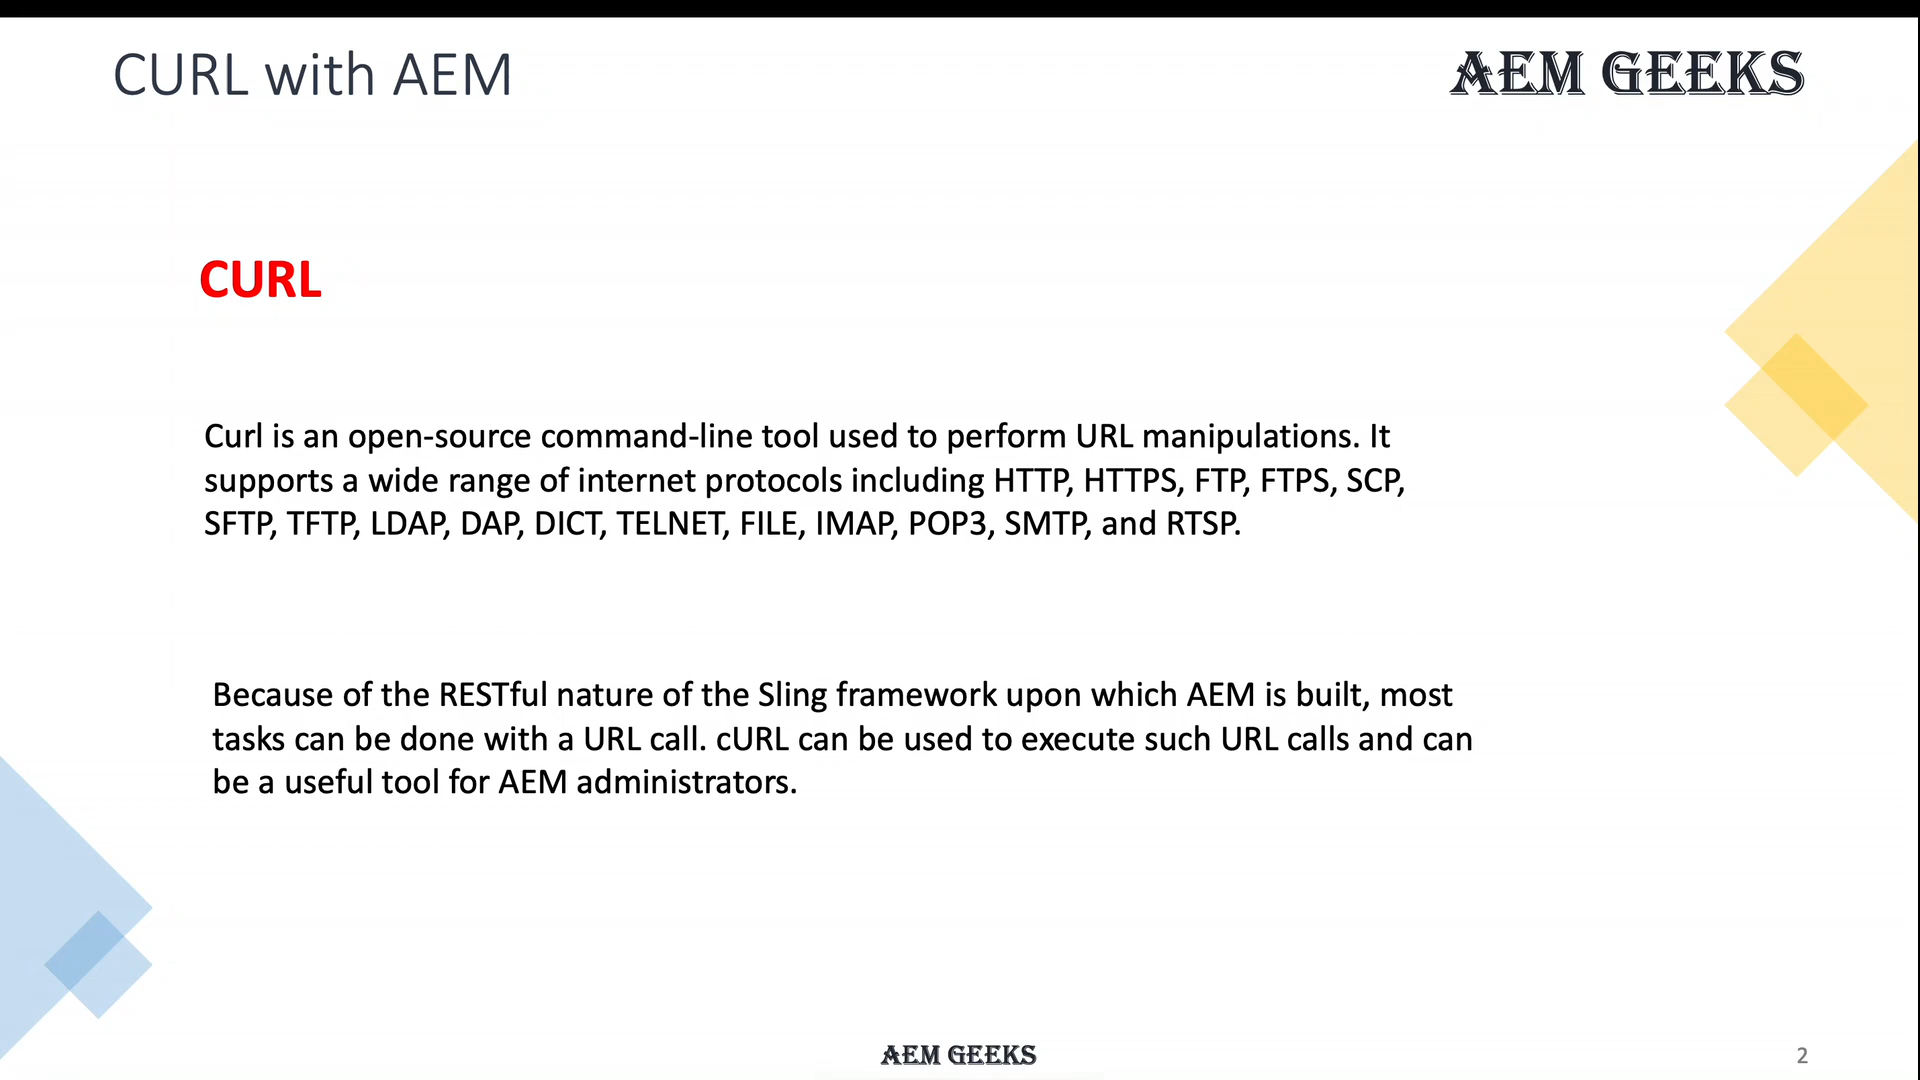 CURL with AEM
AEM GEEKS
CURL
Curl is an open-source command-line tool used to perform URL manipulations. It
supports a wide range of internet protocols including HTTP, HTTPS, FTP, FTPS, SCP,
SFTP, TFTP, LDAP, DAP, DICT, TELNET, FILE, IMAP, POP3, SMTP, and RTSP.
Because of the RESTful nature of the Sling framework upon which AEM is built, most
tasks can be done with a URL call. cURL can be used to execute such URL calls and can
be a useful tool for AEM administrators.
AEM GEEKS
2